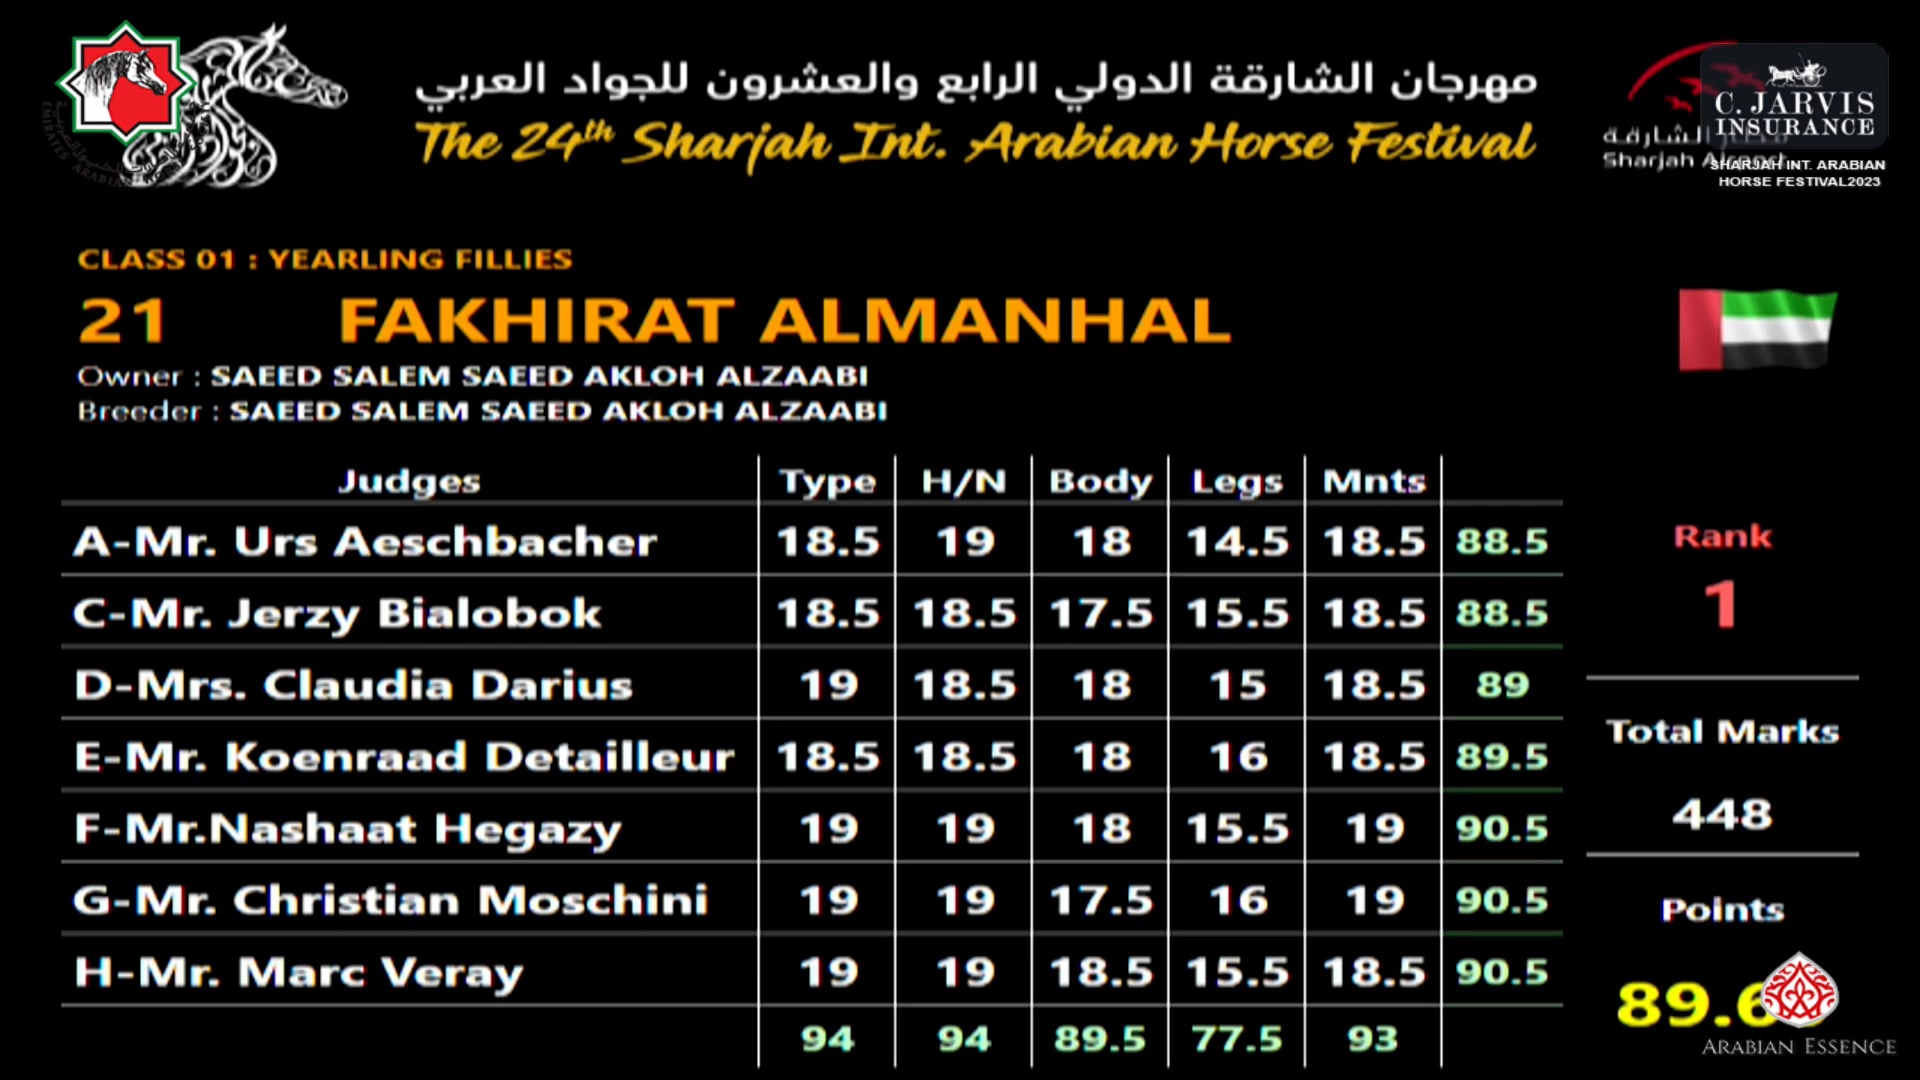 مهرجان الشارقة الدولي الرابع والعشرون للجواد العربي
The 24th Sharjah Int. Arabian Horse Festival
C. JARVIS
INSURANCE
Sharjah
SHARJAH INT. ARABIAN
HORSE FESTIVAL2023
CLASS 01 : YEARLING FILLIES
21 FAKHIRAT ALMANHAL
Owner : SAEED SALEM SAEED AKLOH ALZAABI
Breeder : SAEED SALEM SAEED AKLOH ALZAABI
Judges Type H/N Body Legs Mnts
A-Mr. Urs Aeschbacher 18.5 19 18 14.5 18.5 88.5
C-Mr. Jerzy Bialobok 18.5 18.5 17.5 15.5 18.5 88.5
D-Mrs. Claudia Darius 19 18.5 18 15 18.5 89
E-Mr. Koenraad Detailleur 18.5 18.5 18 16 18.5 89.5
F-Mr.Nashaat Hegazy 19 19 18 15.5 19 90.5
G-Mr. Christian Moschini 19 19 17.5 16 19 90.5
H-Mr. Marc Veray 19 19 18.5 15.5 18.5 90.5
94 94 89.5 77.5 93
Rank
1
Total Marks
448
Points
ARABIAN ESSENCE